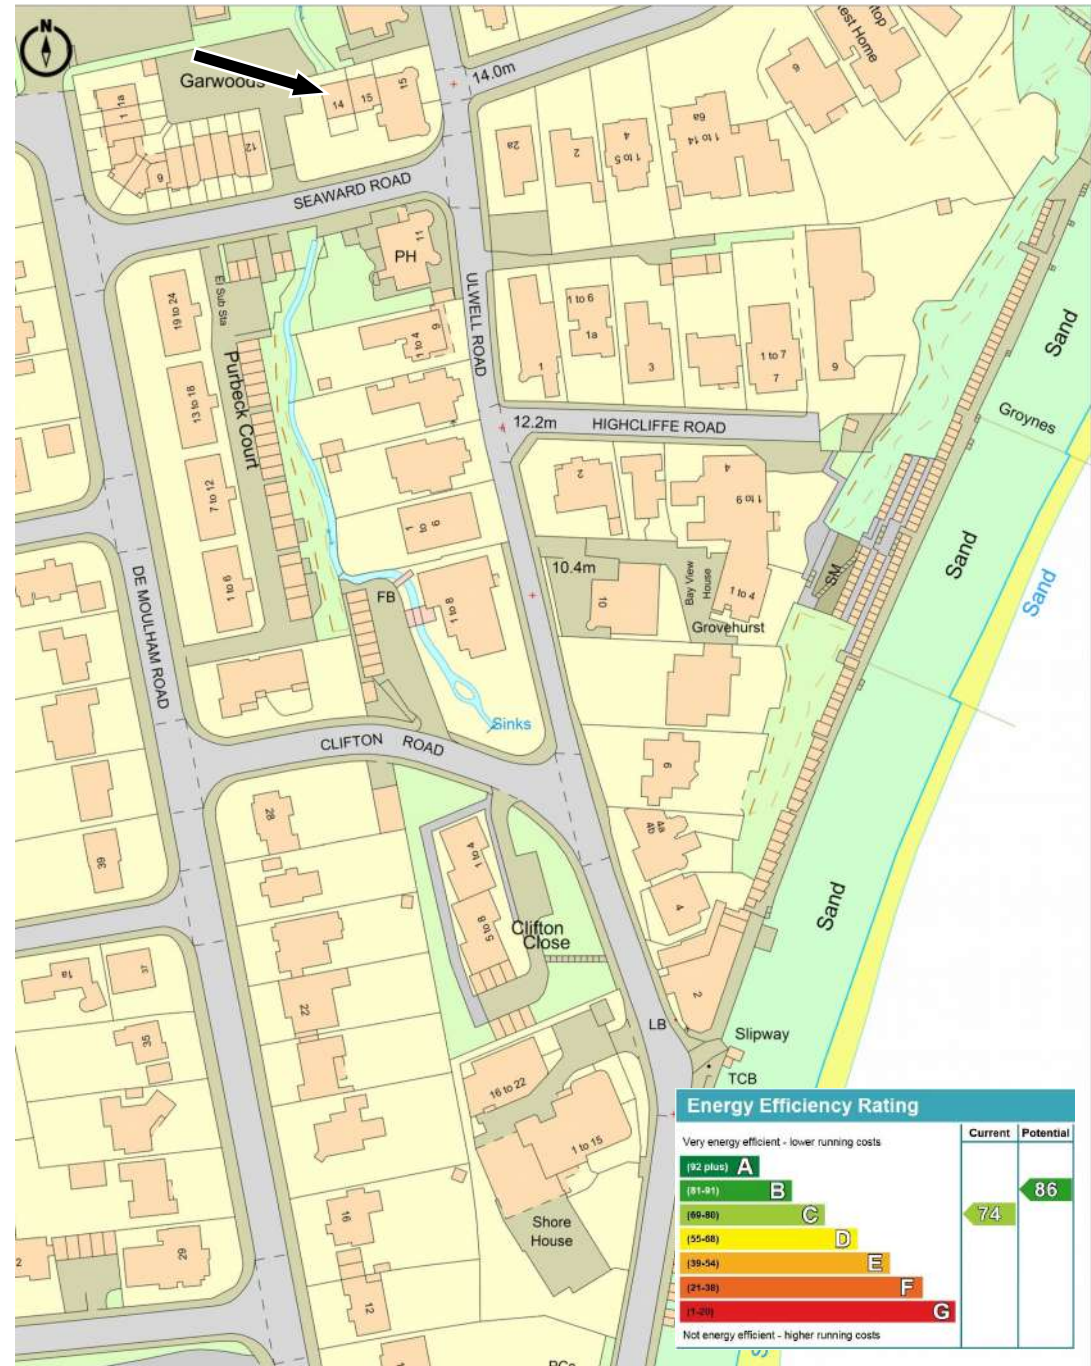 N
Rest Home
14.0m
Garwoods
14
15
15
11a
9
12
2a
2
4
1 to 5
6a
1 to 14
SEAWARD ROAD
PH
11
ULWELL ROAD
El Sub Sta
19 to 24
Purbeck Court
1 to 4
1 to 6
1a
1
3
1 to 7
7
9
Sand
Groynes
13 to 18
12.2m
HIGHCLIFFE ROAD
7 to 12
2
4
1 to 9
Sand
1 to 6
DE MOULHAM ROAD
FB
1 to 8
10.4m
10
Bay View
House
1 to 4
Grovehurst
SM
Sand
Sinks
CLIFTON ROAD
28
39
1 to 4
5 to 8
Clifton
Close
4a
4b
4
2
Sand
1a
37
35
22
LB
Slipway
TCB
16 to 22
1 to 15
Shore
House
16
12
29
2
PCs
Energy Efficiency Rating
Current Potential
Very energy efficient - lower running costs
(92 plus) A
(81-91) B 86
(69-80) C 74
(55-68) D
(39-54) E
(21-38) F
(1-20) G
Not energy efficient - higher running costs